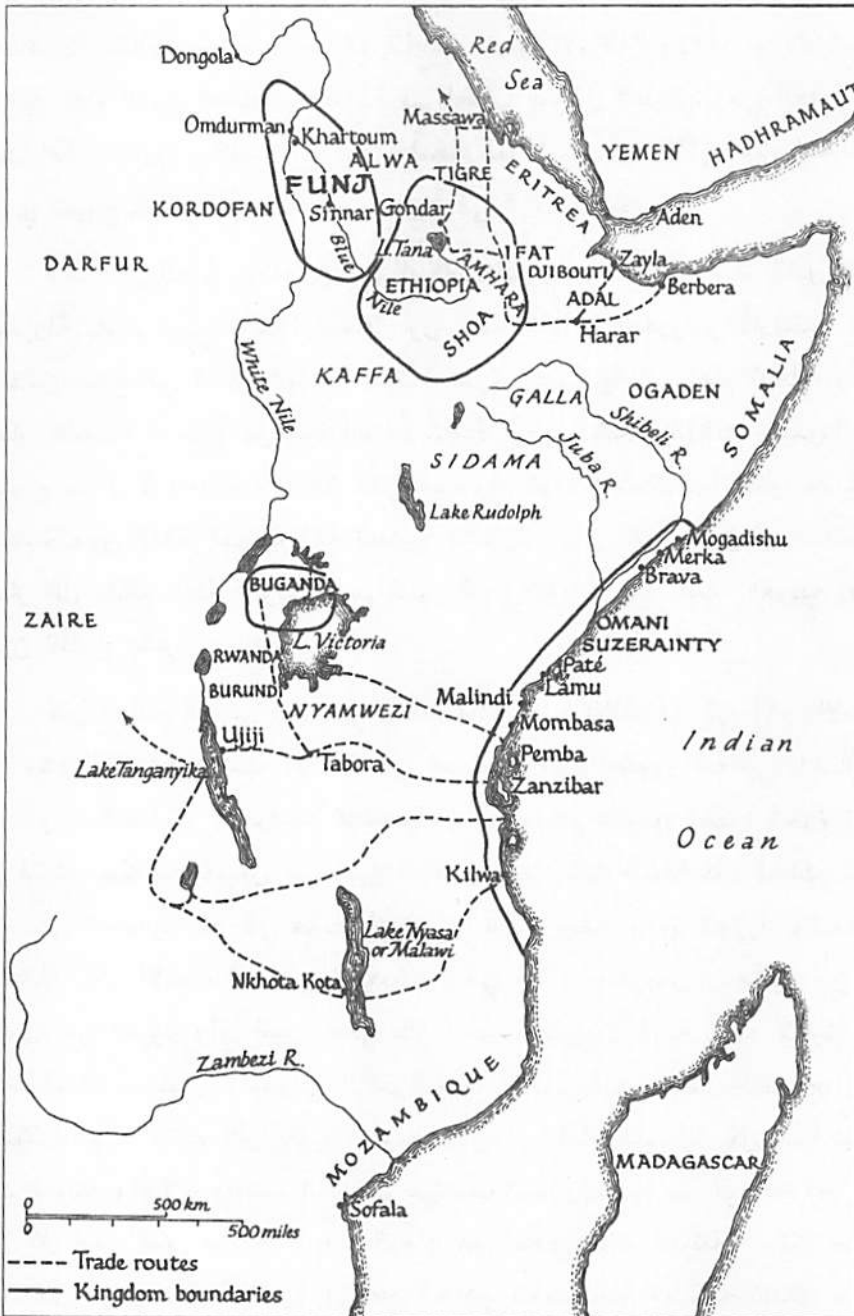 Dongola
Red
Sea
Massawa
Omdurman
Khartoum
ALWA
YEMEN
HADHRAMAUT
TIGRE
ERITREA
FUNJ
KORDOFAN
Sinnar
Gondar
Aden
Blue
L. Tana
IFAT
DARFUR
AMHARA
DJIBOUTI
Zayla
ETHIOPIA
Berbera
Nile
ADAL
SHOA
Harar
White Nile
KAFFA
GALLA
OGADEN
SOMALIA
Shibeli R.
Juba R.
SIDAMA
Lake Rudolph
Mogadishu
Merka
Brava
BUGANDA
ZAIRE
L. Victoria
OMANI
SUZERAINTY
RWANDA
Paté
Lamu
BURUNDI
NYAMWEZI
Malindi
Mombasa
Ujiji
Indian
Pemba
Tabora
Lake Tanganyika
Zanzibar
Ocean
Kilwa
Lake Nyasa
or Malawi
Nkhota Kota
Zambezi R.
MOZAMBIQUE
MADAGASCAR
Sofala
0 500 km.
0 500 miles
Trade routes
Kingdom boundaries